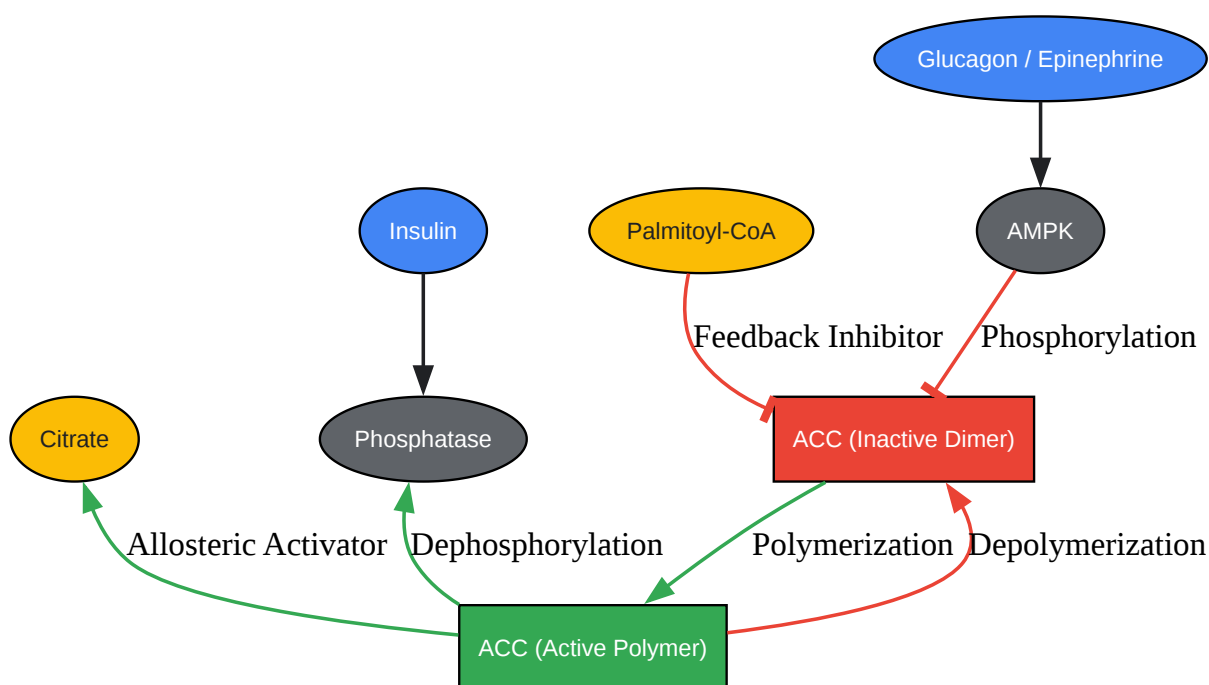 Glucagon / Epinephrine
Insulin
Palmitoyl-CoA
AMPK
Feedback Inhibitor
Phosphorylation
Citrate
Phosphatase
ACC (Inactive Dimer)
Allosteric Activator
Dephosphorylation
Polymerization
Depolymerization
ACC (Active Polymer)